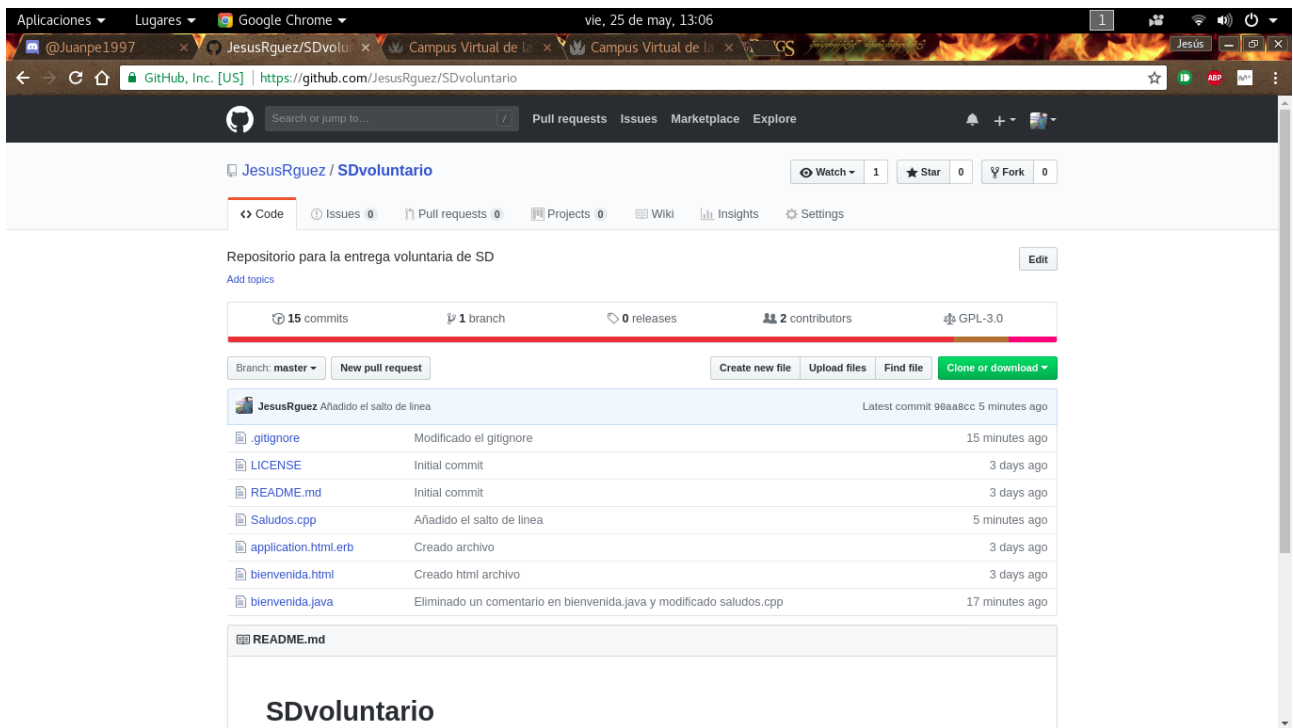 Aplicaciones Lugares Google Chrome vie, 25 de may, 13:06 1
@Juanpe1997 JesusRguez/SDvolu Campus Virtual de la Campus Virtual de la Jesús
GitHub, Inc. [US] https://github.com/JesusRguez/SDvoluntario ABP
Search or jump to... / Pull requests Issues Marketplace Explore
JesusRguez / SDvoluntario Watch 1 Star 0 Fork 0
Code Issues 0 Pull requests 0 Projects 0 Wiki Insights Settings
Repositorio para la entrega voluntaria de SD Edit
Add topics
15 commits 1 branch 0 releases 2 contributors GPL-3.0
Branch: master New pull request Create new file Upload files Find file Clone or download
JesusRguez Añadido el salto de linea Latest commit 90aa8cc 5 minutes ago
.gitignore Modificado el gitignore 15 minutes ago
LICENSE Initial commit 3 days ago
README.md Initial commit 3 days ago
Saludos.cpp Añadido el salto de linea 5 minutes ago
application.html.erb Creado archivo 3 days ago
bienvenida.html Creado html archivo 3 days ago
bienvenida.java Eliminado un comentario en bienvenida.java y modificado saludos.cpp 17 minutes ago
README.md
SDvoluntario